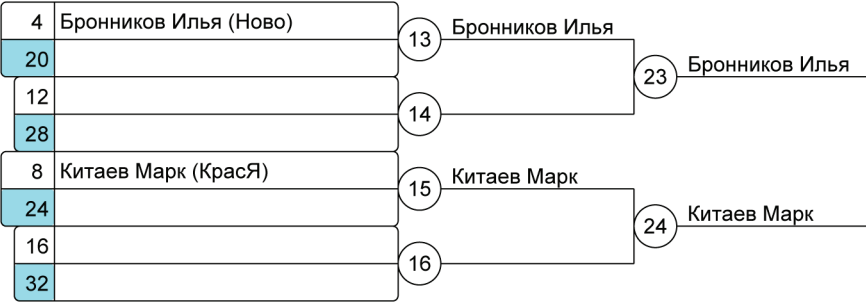 4 Бронников Илья (Ново)
20
12
28
8 Китаев Марк (КрасЯ)
24
16
32
13 Бронников Илья
14
15 Китаев Марк
16
23 Бронников Илья
24 Китаев Марк